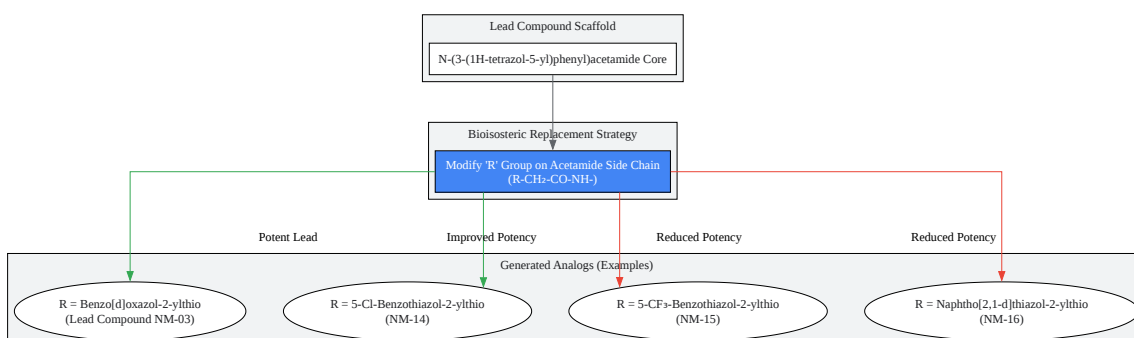 Lead Compound Scaffold
N-(3-(1H-tetrazol-5-yl)phenyl)acetamide Core
Bioisosteric Replacement Strategy
Modify 'R' Group on Acetamide Side Chain
(R-CH₂-CO-NH-)
Potent Lead
Improved Potency
Reduced Potency
Reduced Potency
Generated Analogs (Examples)
R = Benzo[d]oxazol-2-ylthio
(Lead Compound NM-03)
R = 5-Cl-Benzothiazol-2-ylthio
(NM-14)
R = 5-CF₃-Benzothiazol-2-ylthio
(NM-15)
R = Naphtho[2,1-d]thiazol-2-ylthio
(NM-16)